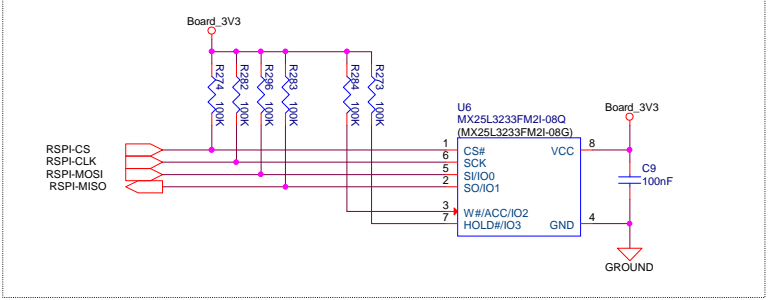 Board_3V3
R274
100K
R282
100K
R296
100K
R283
100K
R284
100K
R273
100K
U6
MX25L3233FM2I-08Q
(MX25L3233FM2I-08G)
Board_3V3
RSPI-CS
RSPI-CLK
RSPI-MOSI
RSPI-MISO
1
6
5
2
3
7
CS#
SCK
SI/IO0
SO/IO1
W#/ACC/IO2
HOLD#/IO3
VCC
GND
8
4
C9
100nF
GROUND